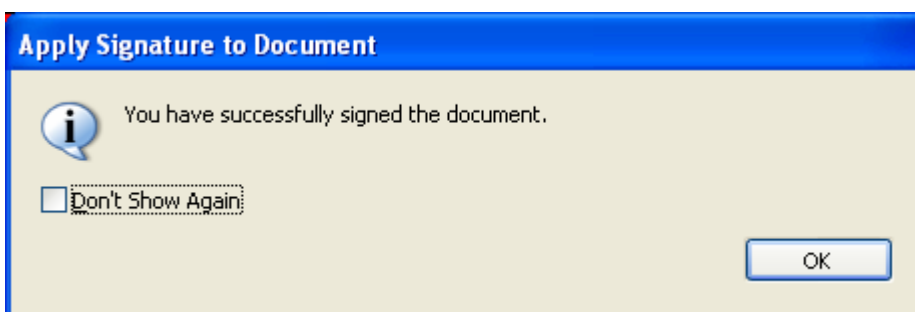 Apply Signature to Document
You have successfully signed the document.
Don't Show Again
OK